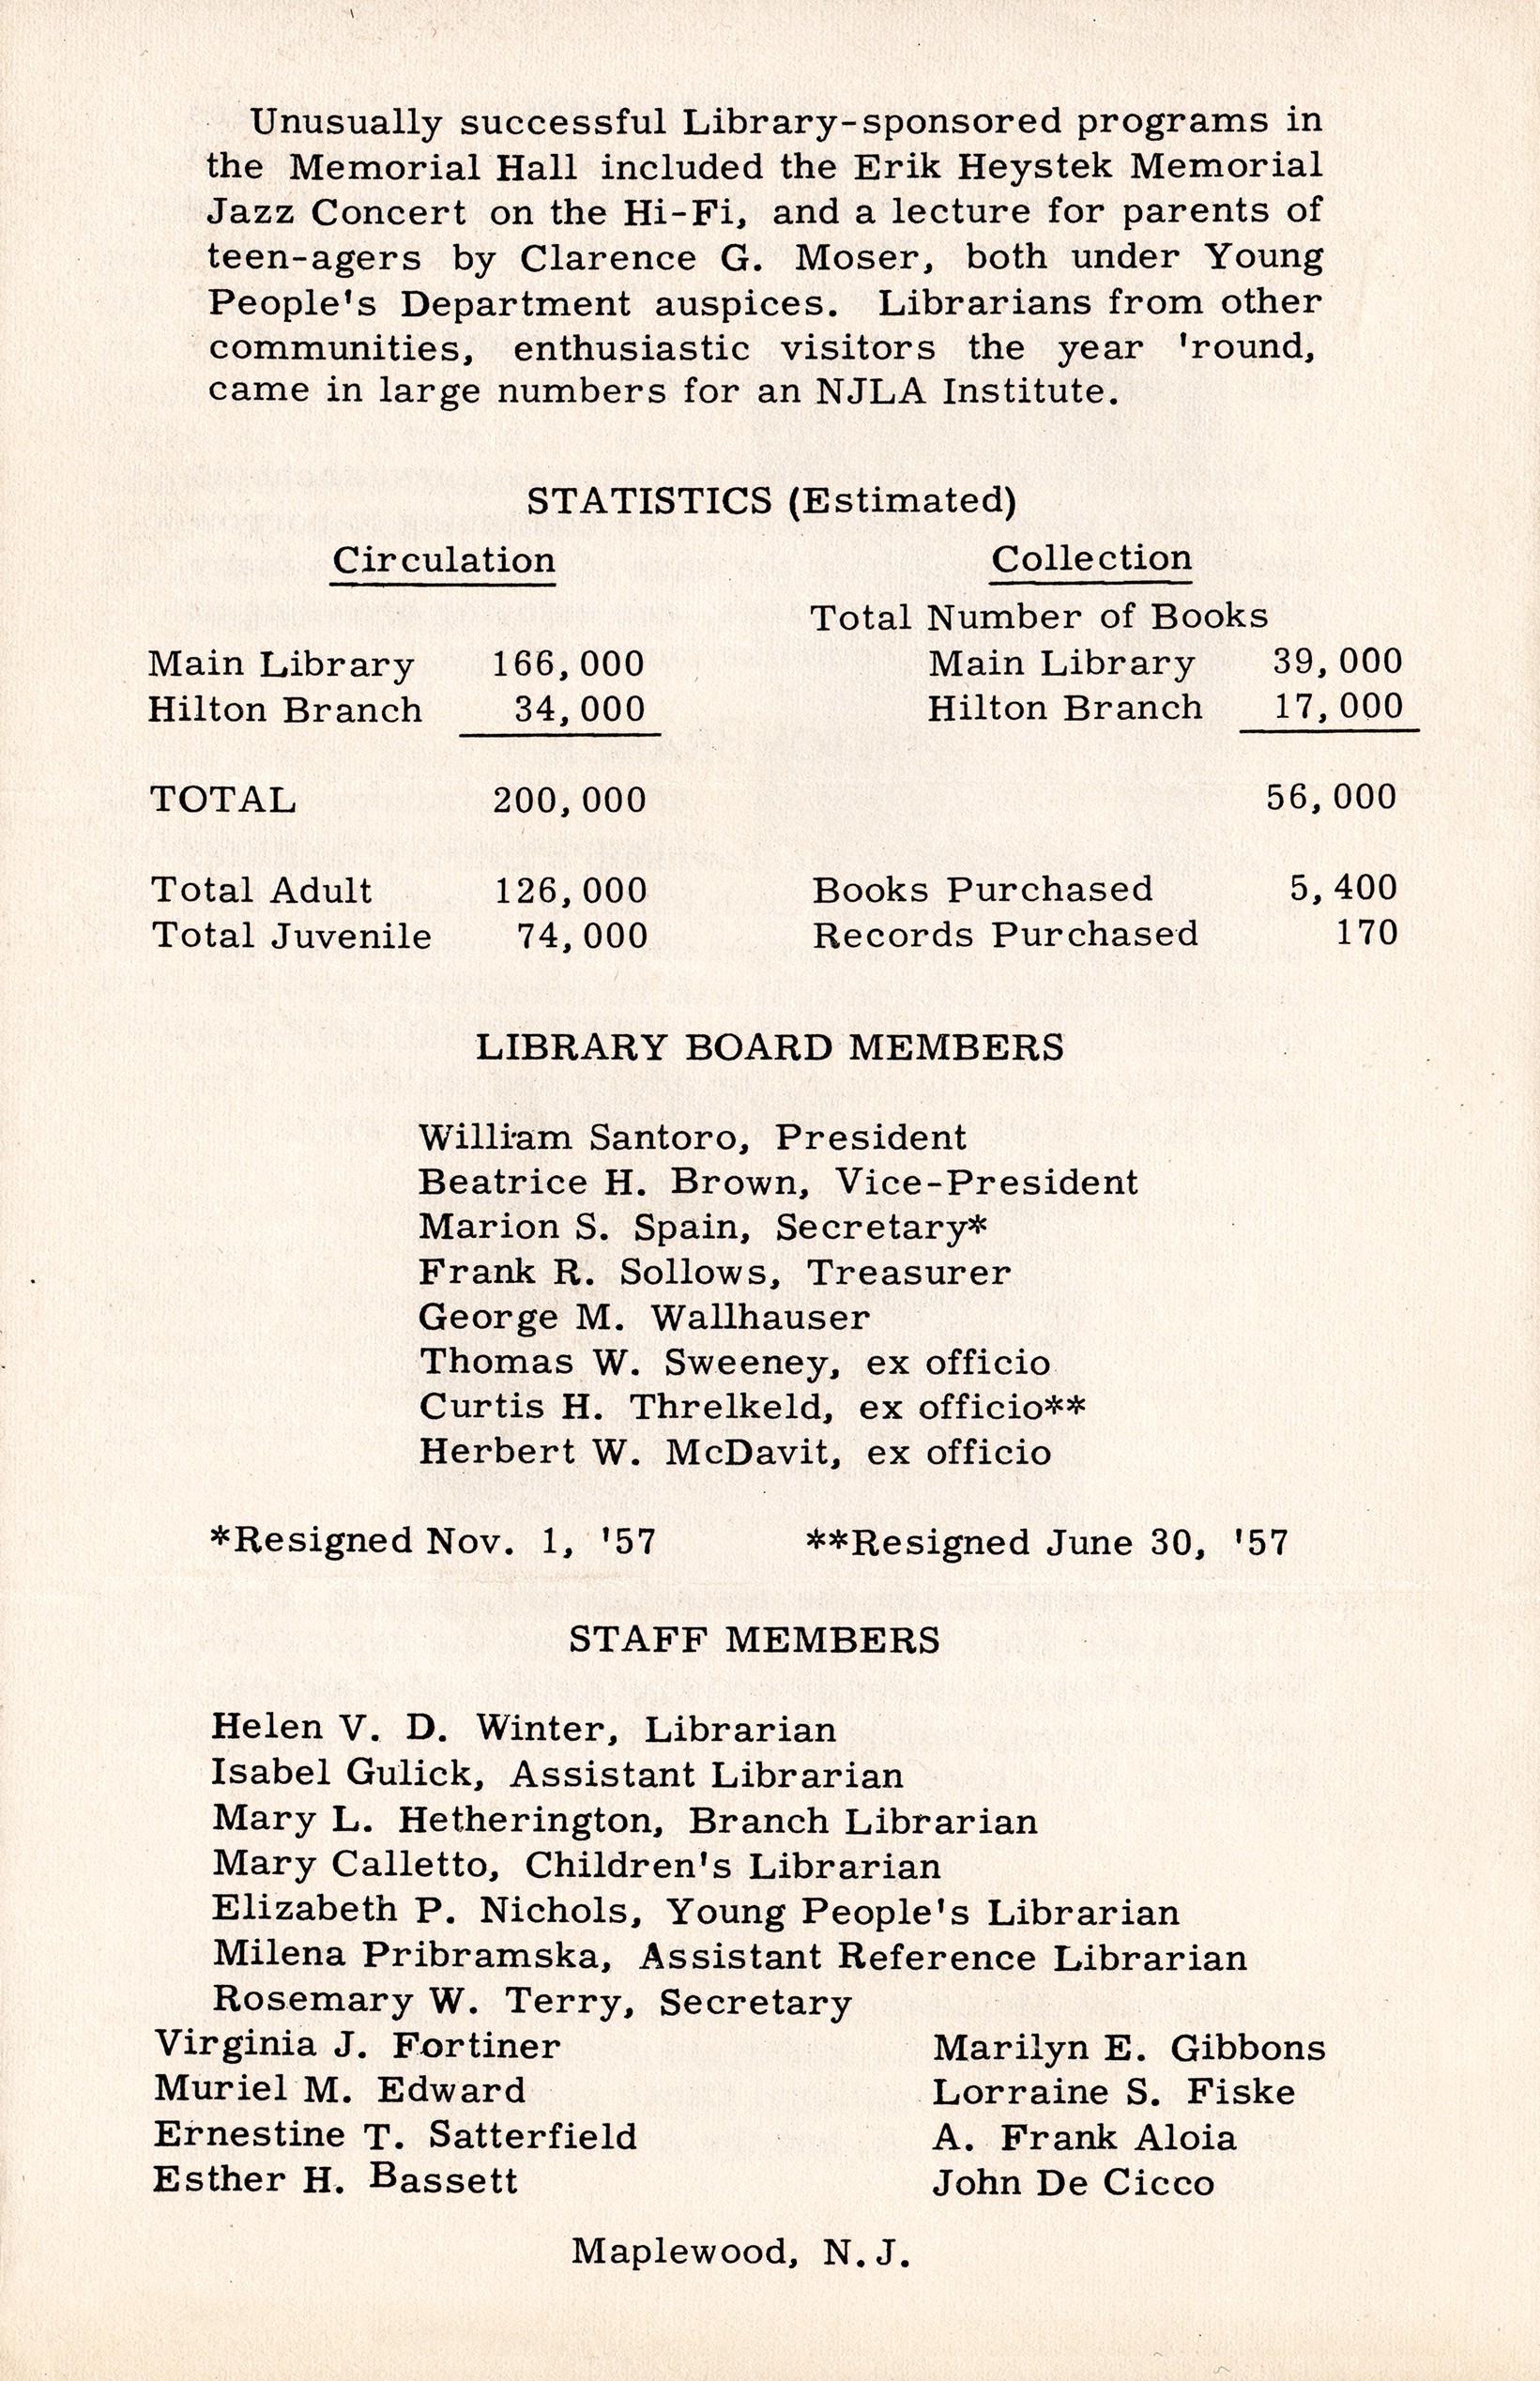 Unusually successful Library-sponsored programs in
the Memorial Hall included the Erik Heystek Memorial
Jazz Concert on the Hi-Fi, and a lecture for parents of
teen-agers by Clarence G. Moser, both under Young
People's Department auspices. Librarians from other
communities, enthusiastic visitors the year 'round,
came in large numbers for an NJLA Institute.
STATISTICS (Estimated)
Circulation Collection
Total Number of Books
Main Library 166,000 Main Library 39,000
Hilton Branch 34,000 Hilton Branch 17,000
TOTAL 200,000 56,000
Total Adult 126,000 Books Purchased 5,400
Total Juvenile 74,000 Records Purchased 170
LIBRARY BOARD MEMBERS
William Santoro, President
Beatrice H. Brown, Vice-President
Marion S. Spain, Secretary*
Frank R. Sollows, Treasurer
George M. Wallhauser
Thomas W. Sweeney, ex officio
Curtis H. Threlkeld, ex officio**
Herbert W. McDavit, ex officio
*Resigned Nov. 1, '57 **Resigned June 30, '57
STAFF MEMBERS
Helen V. D. Winter, Librarian
Isabel Gulick, Assistant Librarian
Mary L. Hetherington, Branch Librarian
Mary Calletto, Children's Librarian
Elizabeth P. Nichols, Young People's Librarian
Milena Pribramska, Assistant Reference Librarian
Rosemary W. Terry, Secretary
Virginia J. Fortiner Marilyn E. Gibbons
Muriel M. Edward Lorraine S. Fiske
Ernestine T. Satterfield A. Frank Aloia
Esther H. Bassett John De Cicco
Maplewood, N.J.